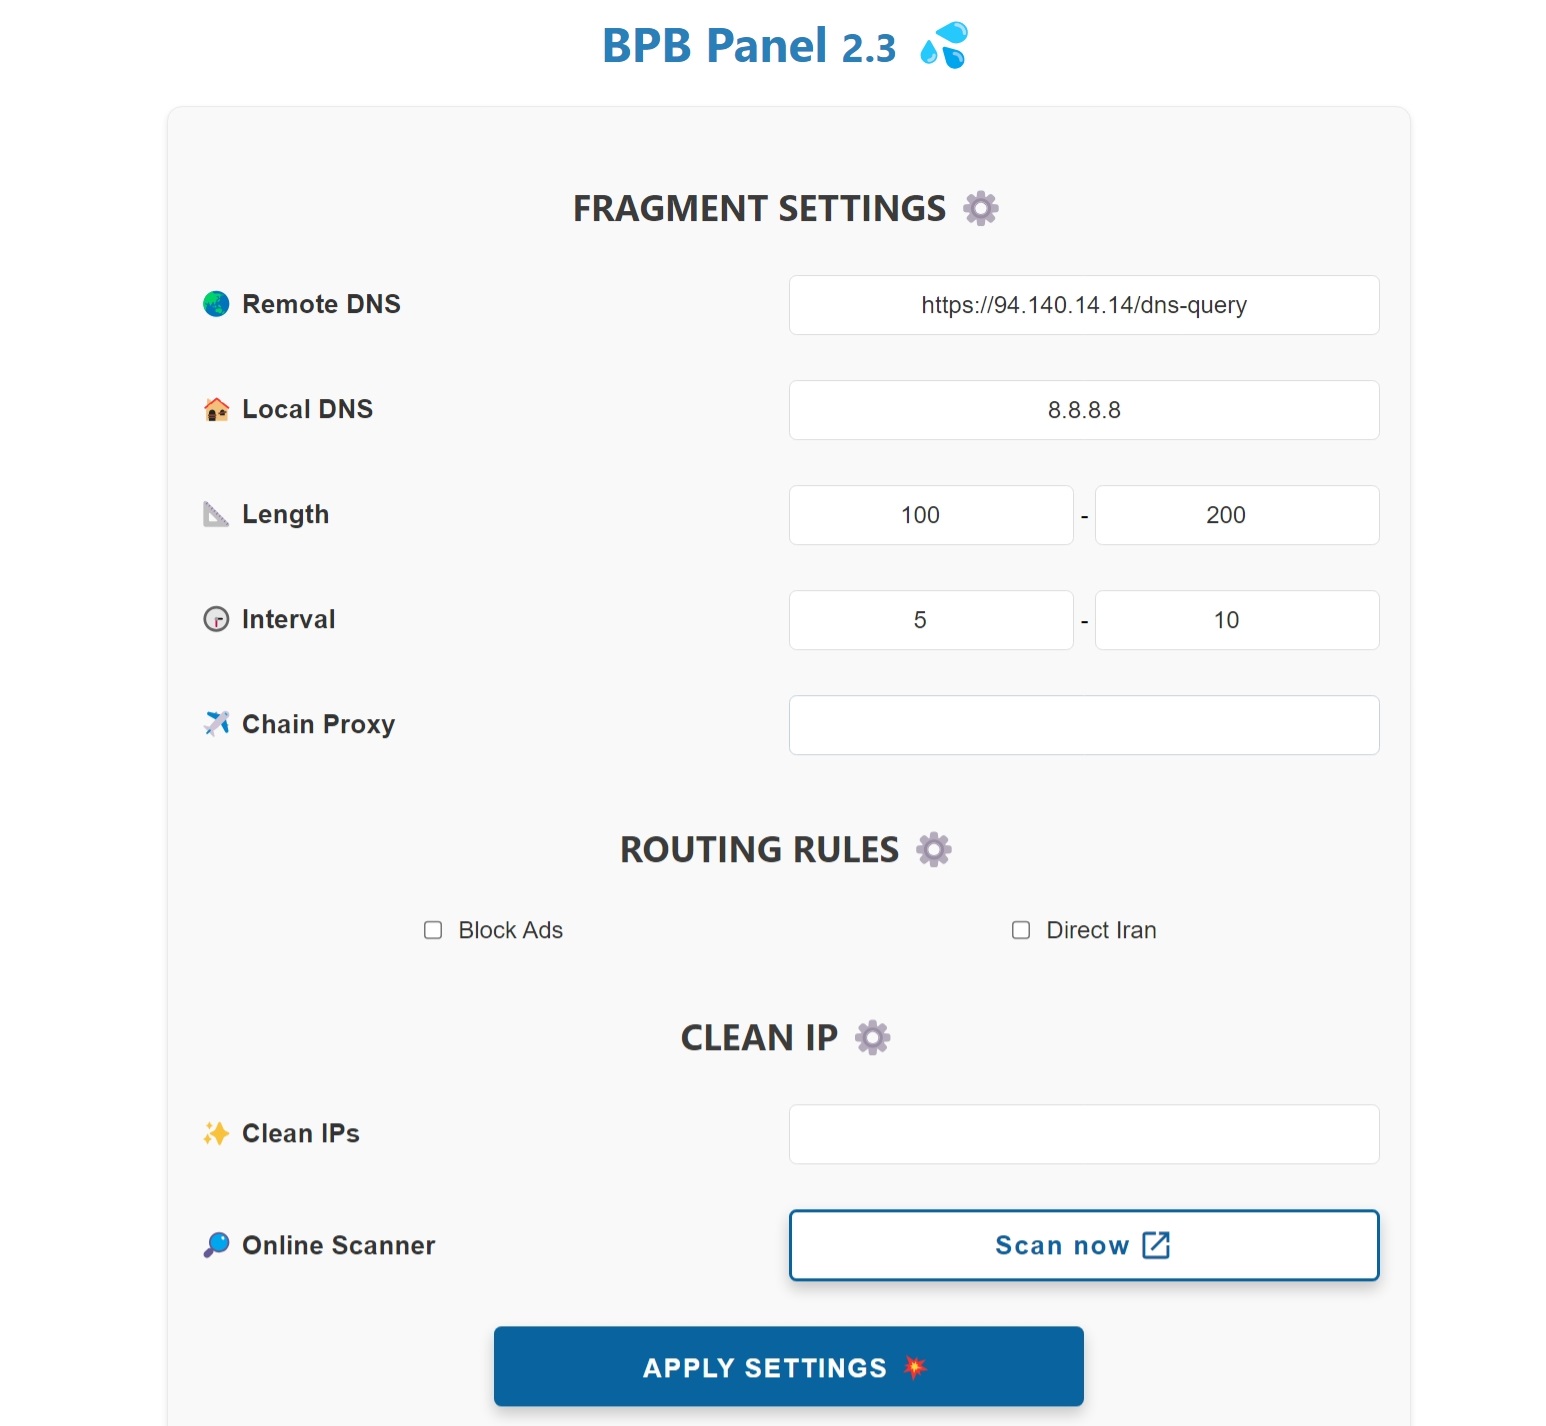 BPB Panel 2.3 💦
FRAGMENT SETTINGS ⚙️
🌏 Remote DNS
https://94.140.14.14/dns-query
🏚️ Local DNS
8.8.8.8
📐 Length
100 - 200
🕞 Interval
5 - 10
✈️ Chain Proxy
ROUTING RULES ⚙️
Block Ads
Direct Iran
CLEAN IP ⚙️
✨ Clean IPs
🔎 Online Scanner
Scan now
APPLY SETTINGS 💥